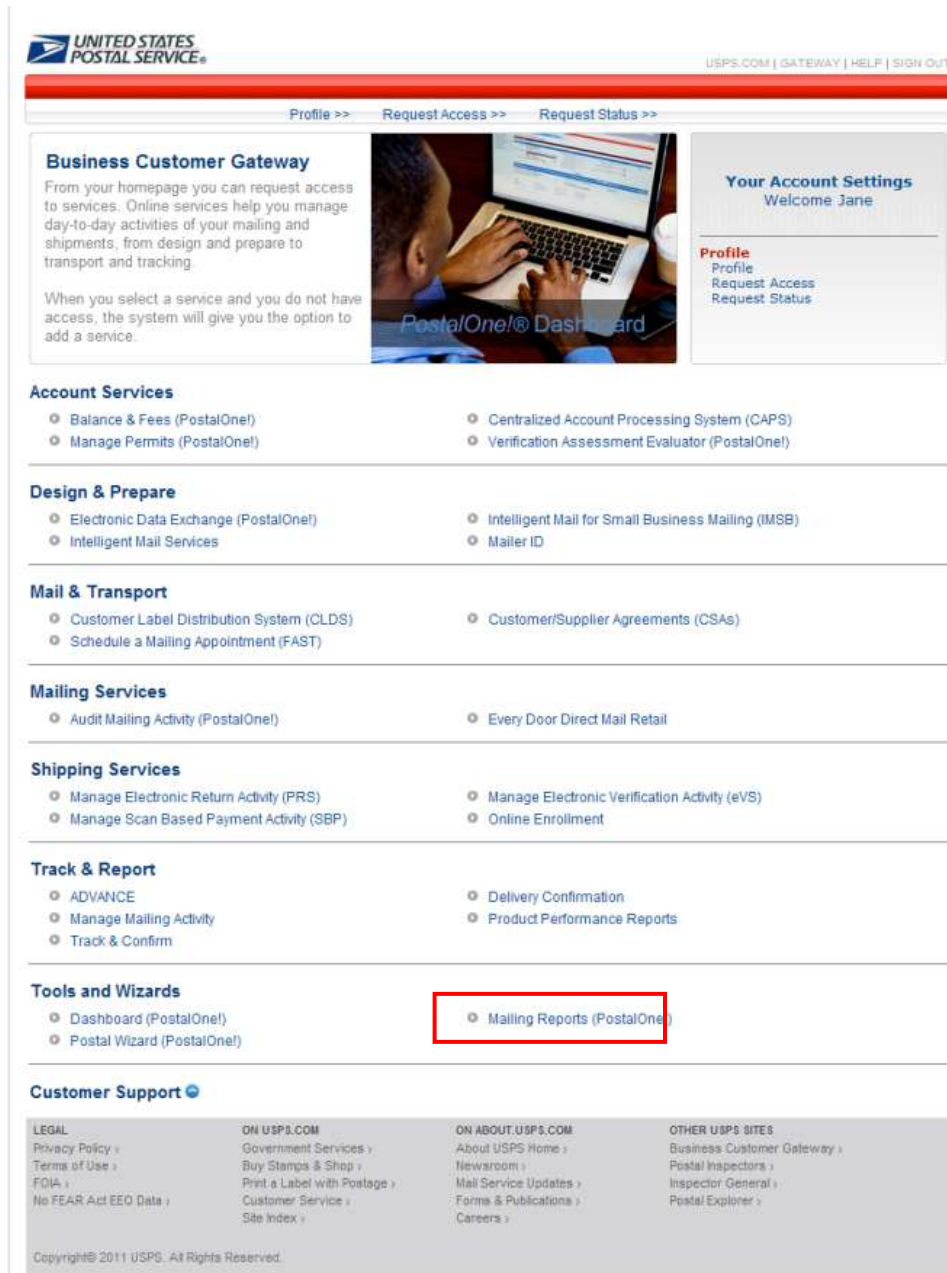 UNITED STATES
POSTAL SERVICE®
USPS.COM | GATEWAY | HELP | SIGN OUT
Profile >> Request Access >> Request Status >>
Business Customer Gateway
From your homepage you can request access
to services. Online services help you manage
day-to-day activities of your mailing and
shipments, from design and prepare to
transport and tracking.
When you select a service and you do not have
access, the system will give you the option to
add a service.
PostalOne!® Dashboard
Your Account Settings
Welcome Jane
Profile
Profile
Request Access
Request Status
Account Services
Balance & Fees (PostalOne!)
Centralized Account Processing System (CAPS)
Manage Permits (PostalOne!)
Verification Assessment Evaluator (PostalOne!)
Design & Prepare
Electronic Data Exchange (PostalOne!)
Intelligent Mail for Small Business Mailing (IMSB)
Intelligent Mail Services
Mailer ID
Mail & Transport
Customer Label Distribution System (CLDS)
Customer/Supplier Agreements (CSAs)
Schedule a Mailing Appointment (FAST)
Mailing Services
Audit Mailing Activity (PostalOne!)
Every Door Direct Mail Retail
Shipping Services
Manage Electronic Return Activity (PRS)
Manage Electronic Verification Activity (eVS)
Manage Scan Based Payment Activity (SBP)
Online Enrollment
Track & Report
ADVANCE
Delivery Confirmation
Manage Mailing Activity
Product Performance Reports
Track & Confirm
Tools and Wizards
Dashboard (PostalOne!)
Mailing Reports (PostalOne!)
Postal Wizard (PostalOne!)
Customer Support
LEGAL
Privacy Policy ›
Terms of Use ›
FOIA ›
No FEAR Act EEO Data ›
ON USPS.COM
Government Services ›
Buy Stamps & Shop ›
Print a Label with Postage ›
Customer Service ›
Site Index ›
ON ABOUT.USPS.COM
About USPS Home ›
Newsroom ›
Mail Service Updates ›
Forms & Publications ›
Careers ›
OTHER USPS SITES
Business Customer Gateway ›
Postal Inspectors ›
Inspector General ›
Postal Explorer ›
Copyright© 2011 USPS. All Rights Reserved.